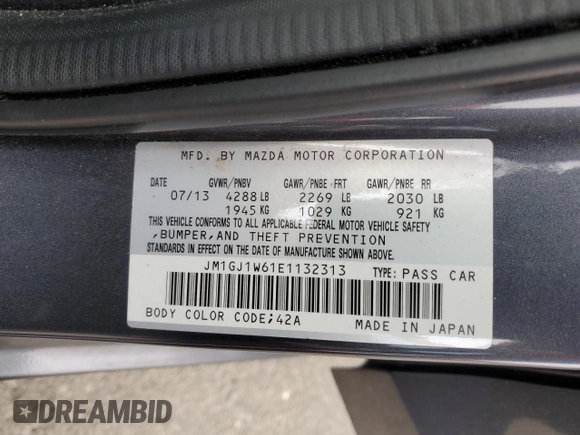 MFD. BY MAZDA MOTOR CORPORATION
DATE GVWR/PNBV GAWR/PNBE FRT GAWR/PNBE RR
07/13 4288 LB 2269 LB 2030 LB
1945 KG 1029 KG 921 KG
THIS VEHICLE CONFORMS TO ALL APPLICABLE FEDERAL MOTOR VEHICLE SAFETY
,BUMPER,AND THEFT PREVENTION
STANDARDS IN EFFECT ON THE DATE OF MANUFACTURE SHOWN ABOVE.
JM1GJ1W61E1132313 TYPE: PASS CAR
BODY COLOR CODE;42A MADE IN JAPAN
DREAMBID